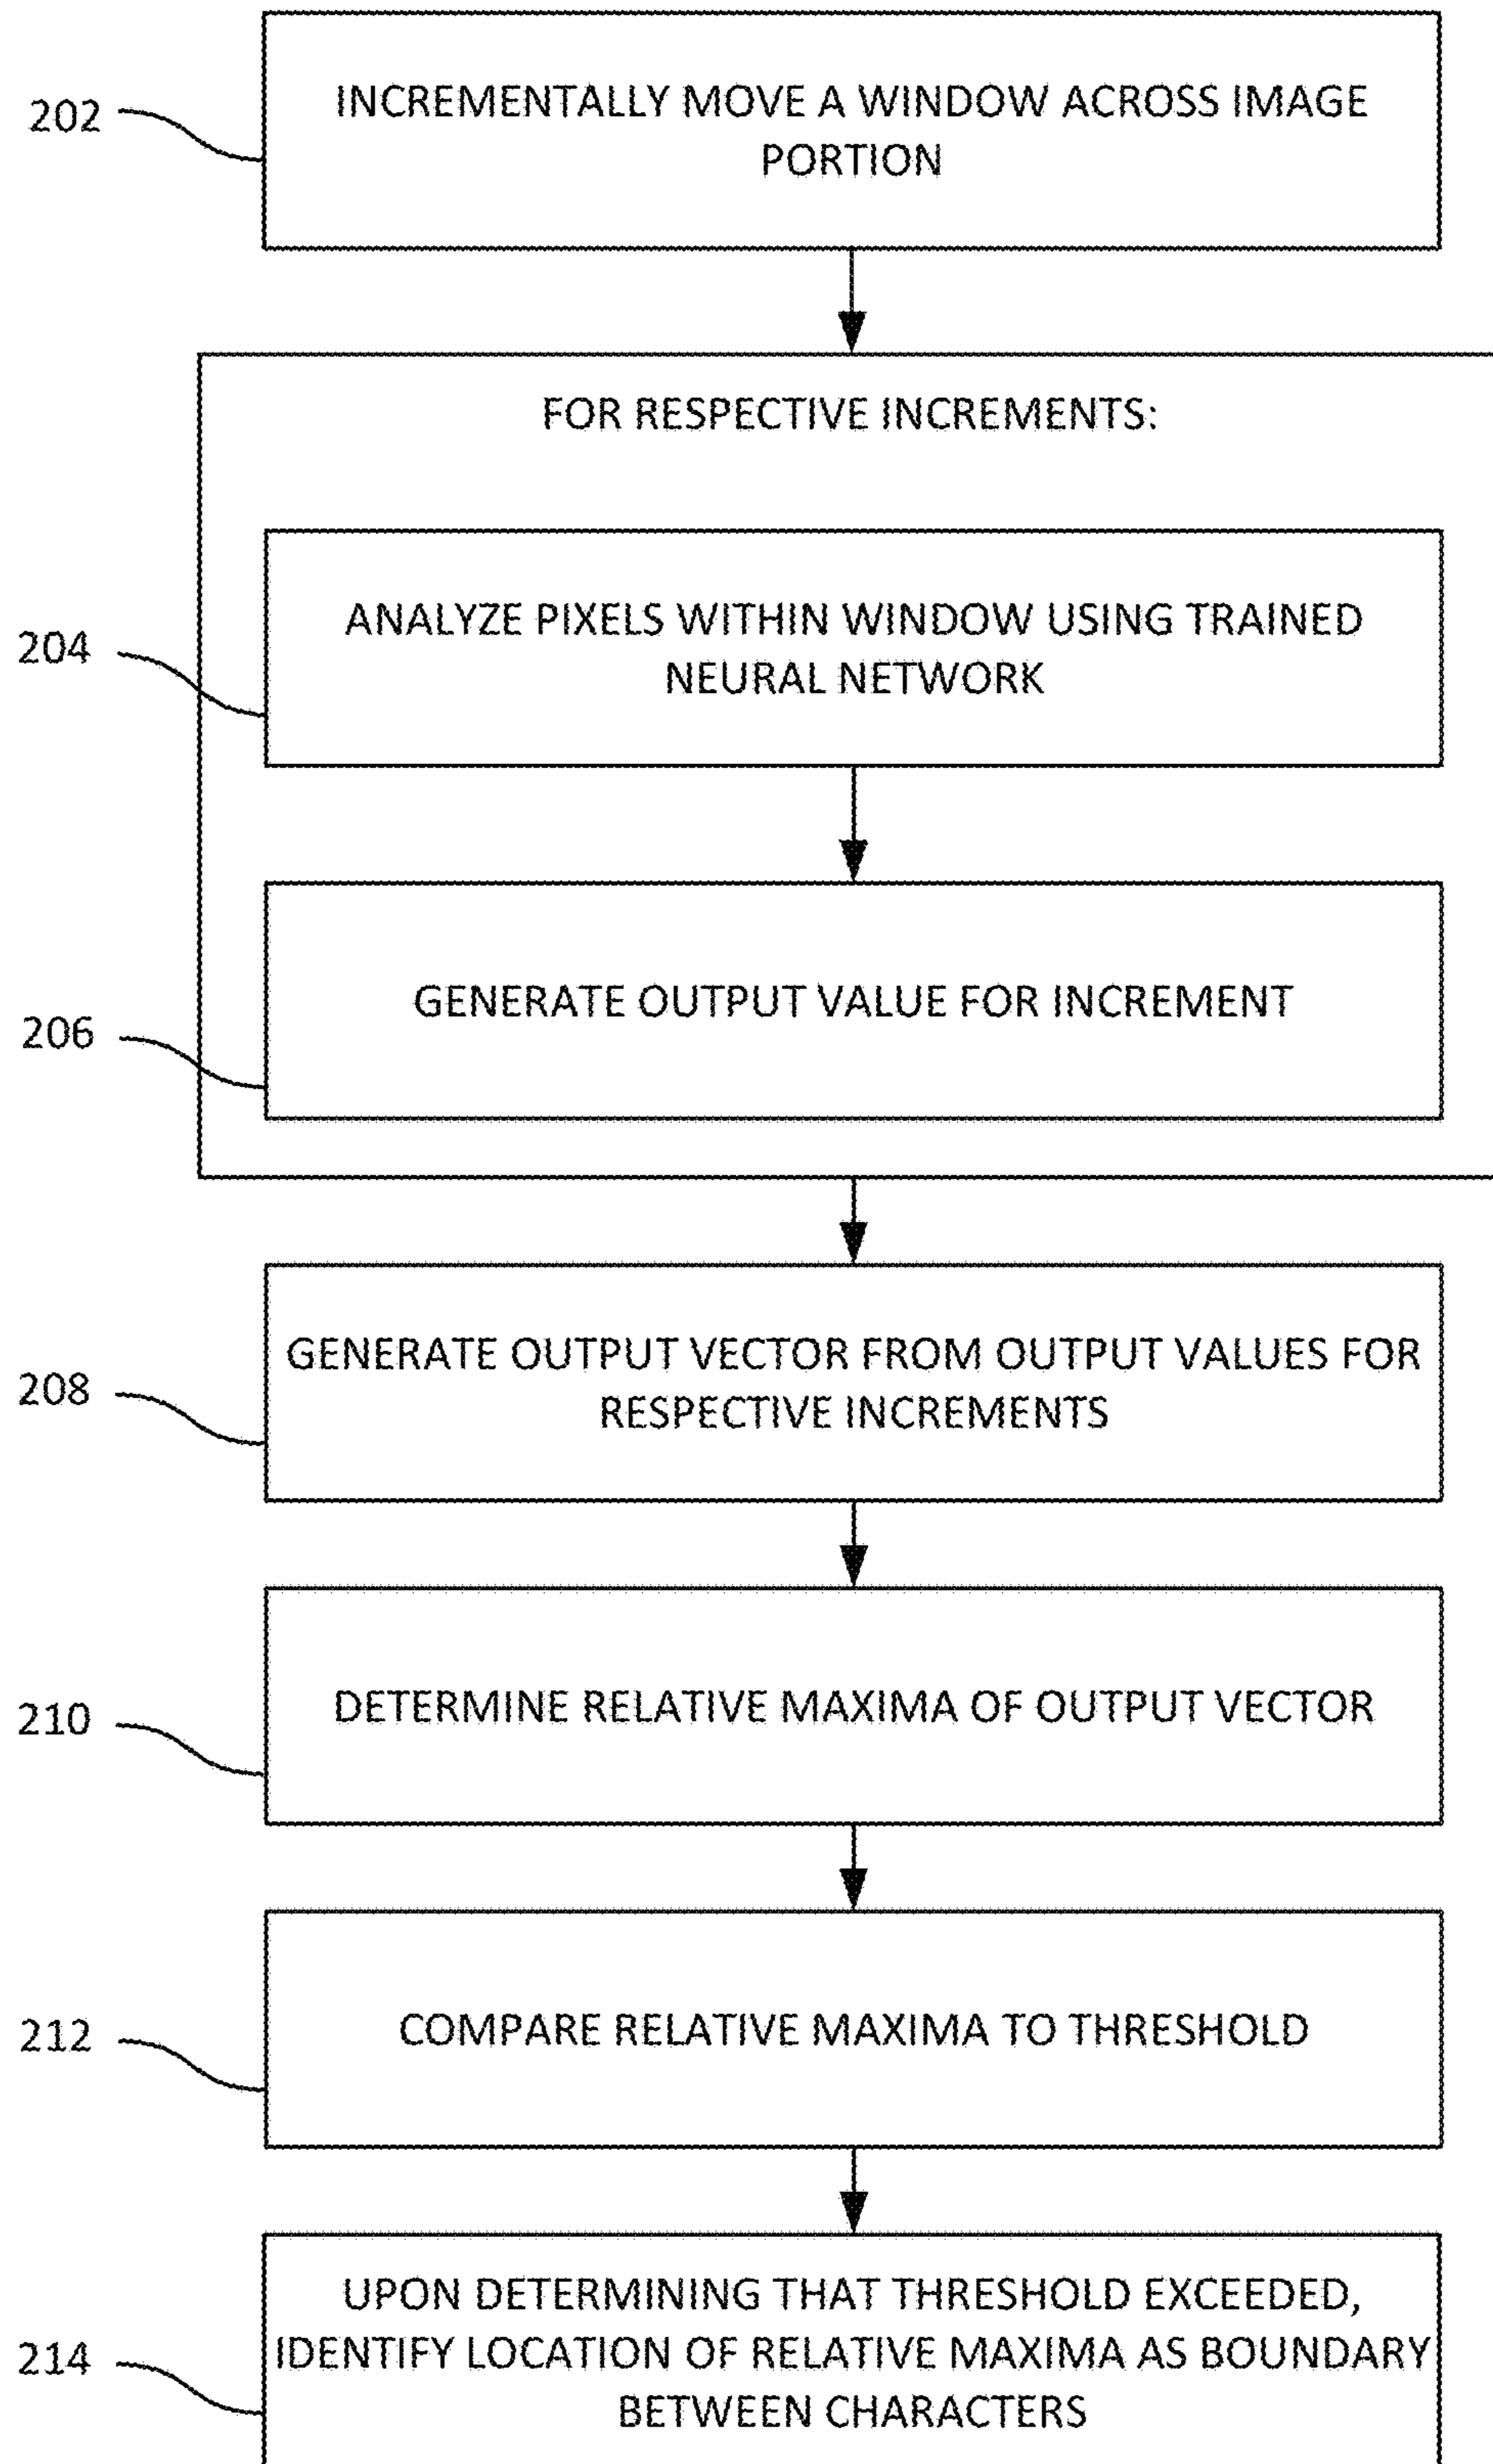 202
INCREMENTALLY MOVE A WINDOW ACROSS IMAGE
PORTION
FOR RESPECTIVE INCREMENTS:
204
ANALYZE PIXELS WITHIN WINDOW USING TRAINED
NEURAL NETWORK
206
GENERATE OUTPUT VALUE FOR INCREMENT
208
GENERATE OUTPUT VECTOR FROM OUTPUT VALUES FOR
RESPECTIVE INCREMENTS
210
DETERMINE RELATIVE MAXIMA OF OUTPUT VECTOR
212
COMPARE RELATIVE MAXIMA TO THRESHOLD
214
UPON DETERMINING THAT THRESHOLD EXCEEDED,
IDENTIFY LOCATION OF RELATIVE MAXIMA AS BOUNDARY
BETWEEN CHARACTERS